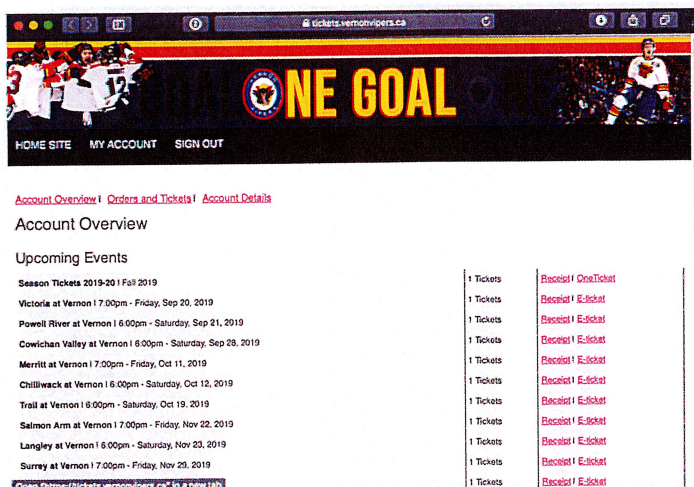 tickets.vernonvipers.ca
ONE GOAL
12
HOME SITE MY ACCOUNT SIGN OUT
Account Overview | Orders and Tickets | Account Details
Account Overview
Upcoming Events
Season Tickets 2019-20 | Fall 2019 1 Tickets Receipt | OneTicket
Victoria at Vernon | 7:00pm - Friday, Sep 20, 2019 1 Tickets Receipt | E-ticket
Powell River at Vernon | 6:00pm - Saturday, Sep 21, 2019 1 Tickets Receipt | E-ticket
Cowichan Valley at Vernon | 6:00pm - Saturday, Sep 28, 2019 1 Tickets Receipt | E-ticket
Merritt at Vernon | 7:00pm - Friday, Oct 11, 2019 1 Tickets Receipt | E-ticket
Chilliwack at Vernon | 6:00pm - Saturday, Oct 12, 2019 1 Tickets Receipt | E-ticket
Trail at Vernon | 6:00pm - Saturday, Oct 19, 2019 1 Tickets Receipt | E-ticket
Salmon Arm at Vernon | 7:00pm - Friday, Nov 22, 2019 1 Tickets Receipt | E-ticket
Langley at Vernon | 6:00pm - Saturday, Nov 23, 2019 1 Tickets Receipt | E-ticket
Surrey at Vernon | 7:00pm - Friday, Nov 29, 2019 1 Tickets Receipt | E-ticket
1 Tickets Receipt | E-ticket